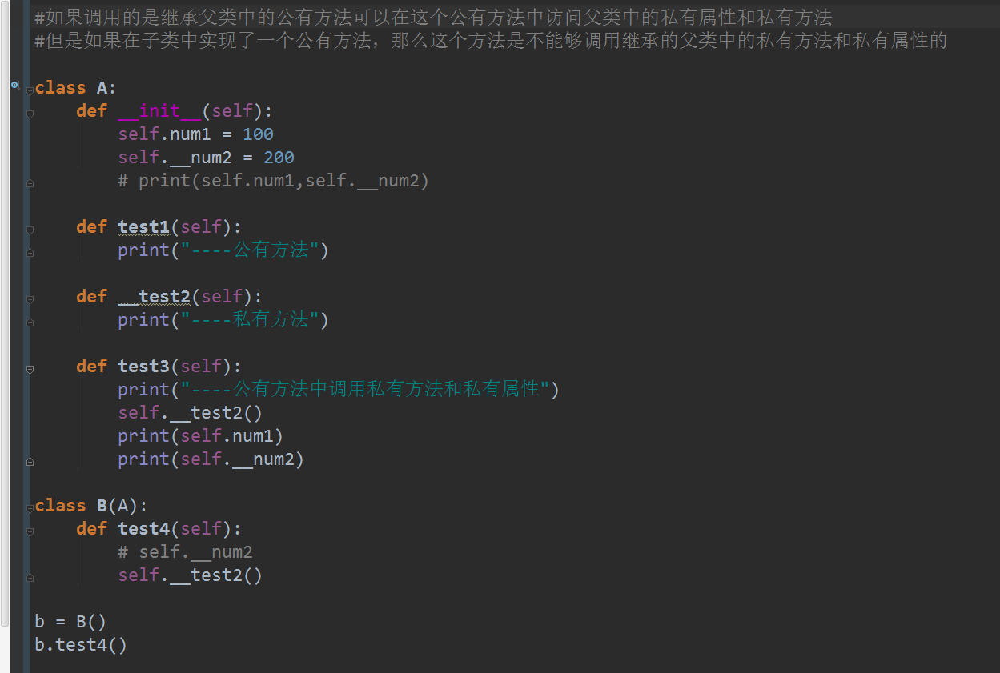 #如果调用的是继承父类中的公有方法可以在这个公有方法中访问父类中的私有属性和私有方法
#但是如果在子类中实现了一个公有方法，那么这个方法是不能够调用继承的父类中的私有方法和私有属性的
class A:
def __init__(self):
self.num1 = 100
self.__num2 = 200
# print(self.num1,self.__num2)
def test1(self):
print("----公有方法")
def __test2(self):
print("----私有方法")
def test3(self):
print("----公有方法中调用私有方法和私有属性")
self.__test2()
print(self.num1)
print(self.__num2)
class B(A):
def test4(self):
# self.__num2
self.__test2()
b = B()
b.test4()